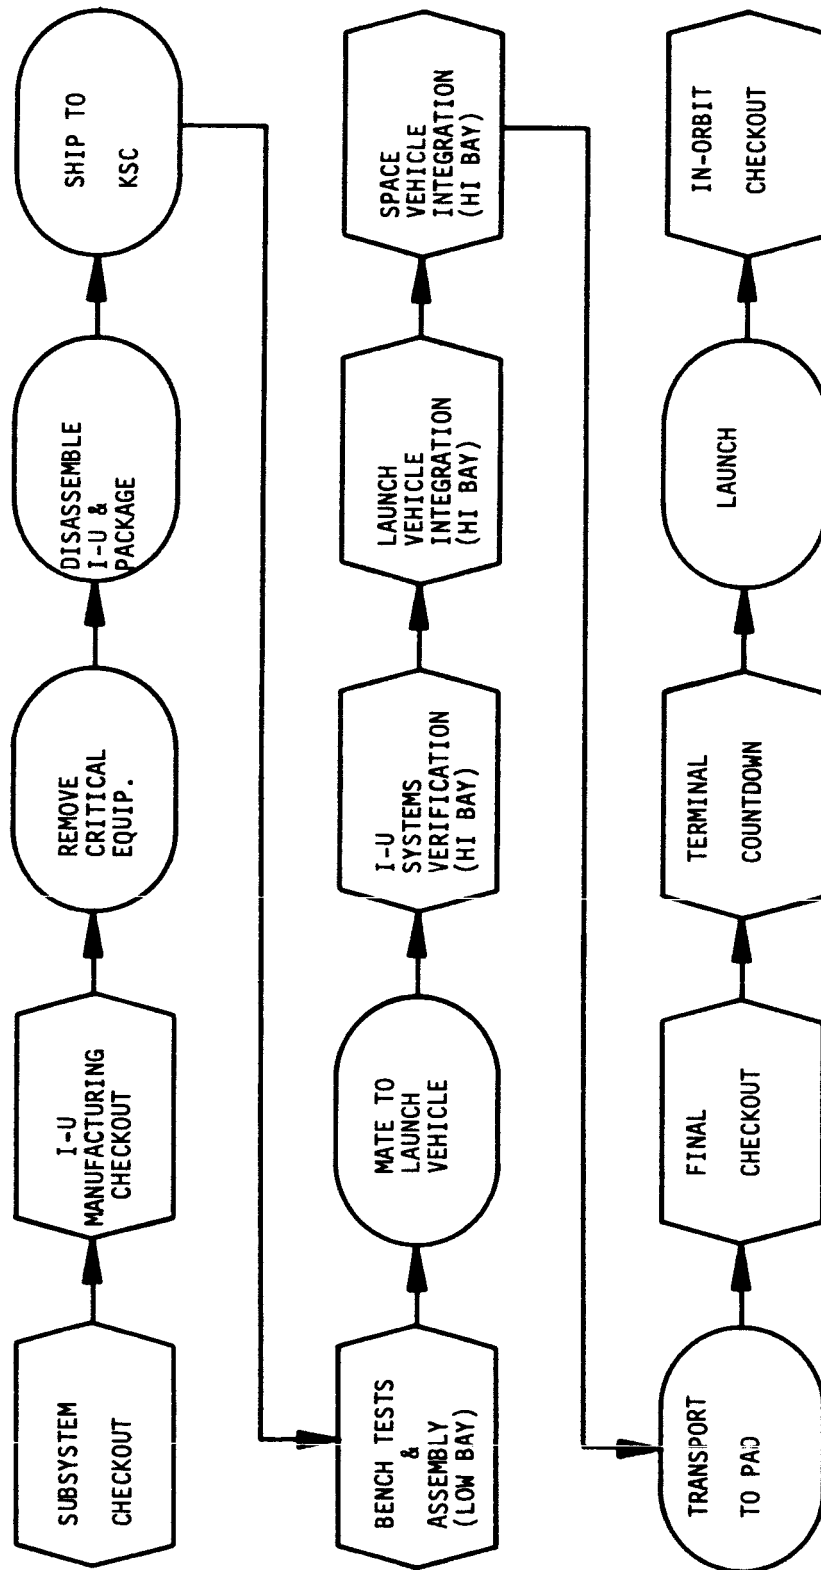 SUBSYSTEM
CHECKOUT
I-U
MANUFACTURING
CHECKOUT
REMOVE
CRITICAL
EQUIP.
DISASSEMBLE
I-U &
PACKAGE
SHIP TO
KSC
BENCH TESTS
&
ASSEMBLY
(LOW BAY)
MATE TO
LAUNCH
VEHICLE
I-U
SYSTEMS
VERIFICATION
(HI BAY)
LAUNCH
VEHICLE
INTEGRATION
(HI BAY)
SPACE
VEHICLE
INTEGRATION
(HI BAY)
TRANSPORT
TO PAD
FINAL
CHECKOUT
TERMINAL
COUNTDOWN
LAUNCH
IN-ORBIT
CHECKOUT